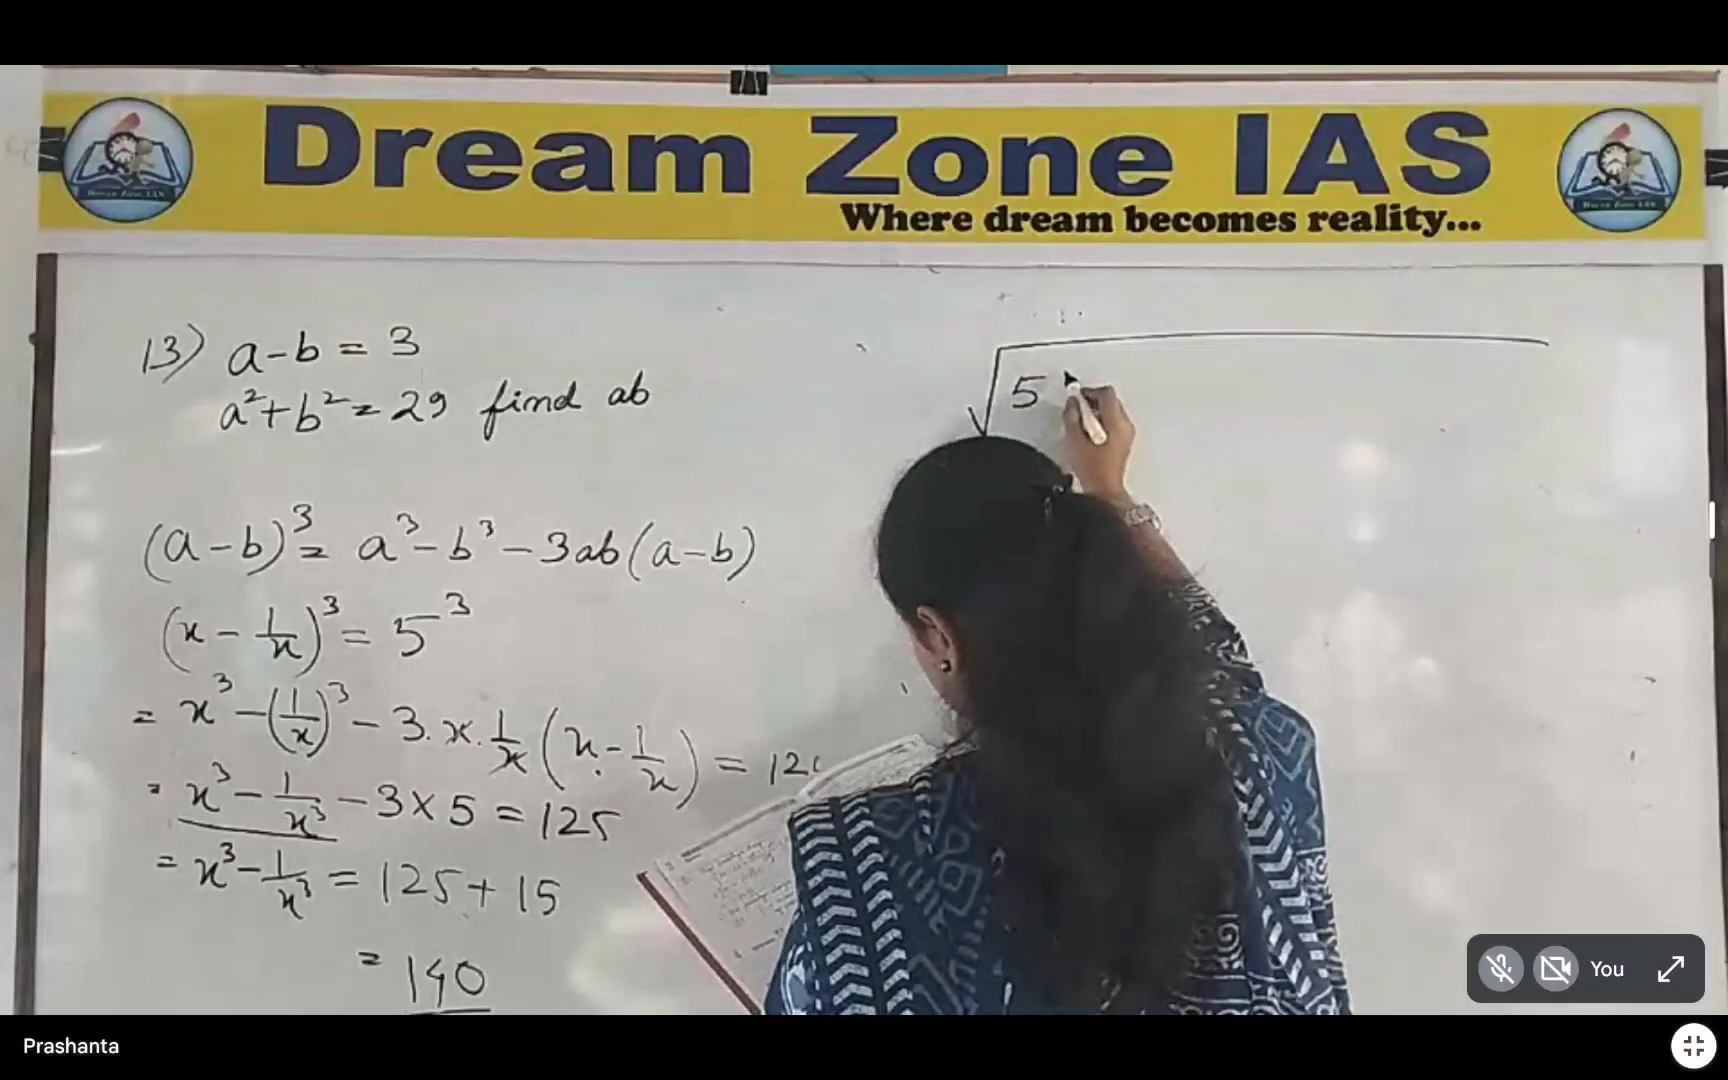 Dream Zone IAS
Where dream becomes reality...
13) a-b = 3
a²+b² = 29 find ab
(a-b)³ = a³-b³-3ab(a-b)
(x - 1/x)³ = 5³
= x³-(1/x)³-3.x.1/x(x-1/x) = 12
= x³-1/x³-3×5 = 125
= x³-1/x³ = 125+15
= 140
√5
You
Prashanta